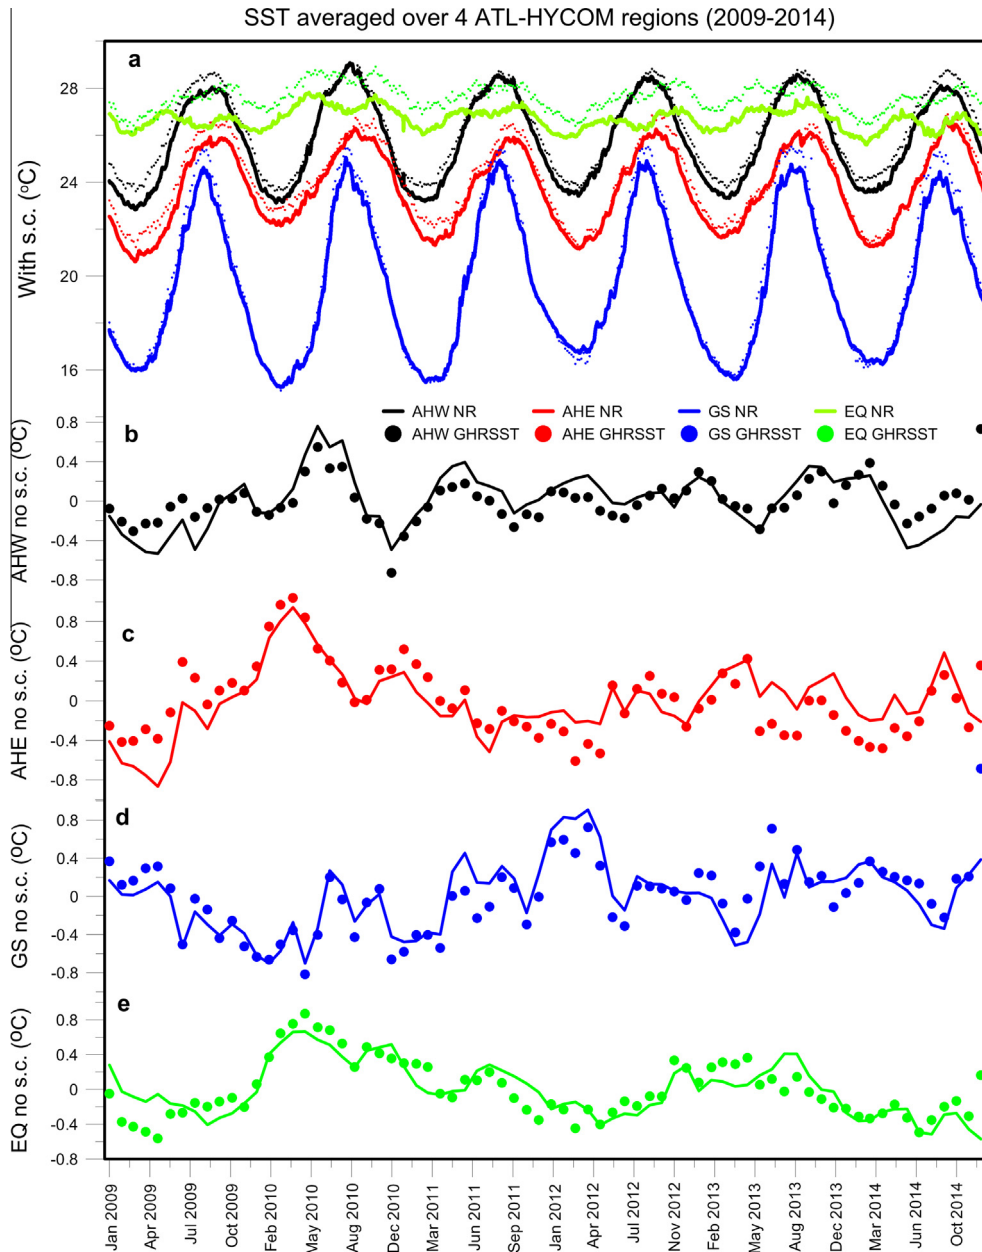 SST averaged over 4 ATL-HYCOM regions (2009-2014)
With s.c. (°C)
a
28
24
20
16
AHW NR AHE NR GS NR EQ NR
AHW GHRSST AHE GHRSST GS GHRSST EQ GHRSST
AHW no s.c. (°C)
b
0.8
0.4
0
-0.4
-0.8
AHE no s.c. (°C)
c
0.8
0.4
0
-0.4
-0.8
GS no s.c. (°C)
d
0.8
0.4
0
-0.4
-0.8
EQ no s.c. (°C)
e
0.8
0.4
0
-0.4
-0.8
Jan 2009
Apr 2009
Jul 2009
Oct 2009
Feb 2010
May 2010
Aug 2010
Dec 2010
Mar 2011
Jun 2011
Sep 2011
Jan 2012
Apr 2012
Jul 2012
Nov 2012
Feb 2013
May 2013
Aug 2013
Dec 2013
Mar 2014
Jun 2014
Oct 2014